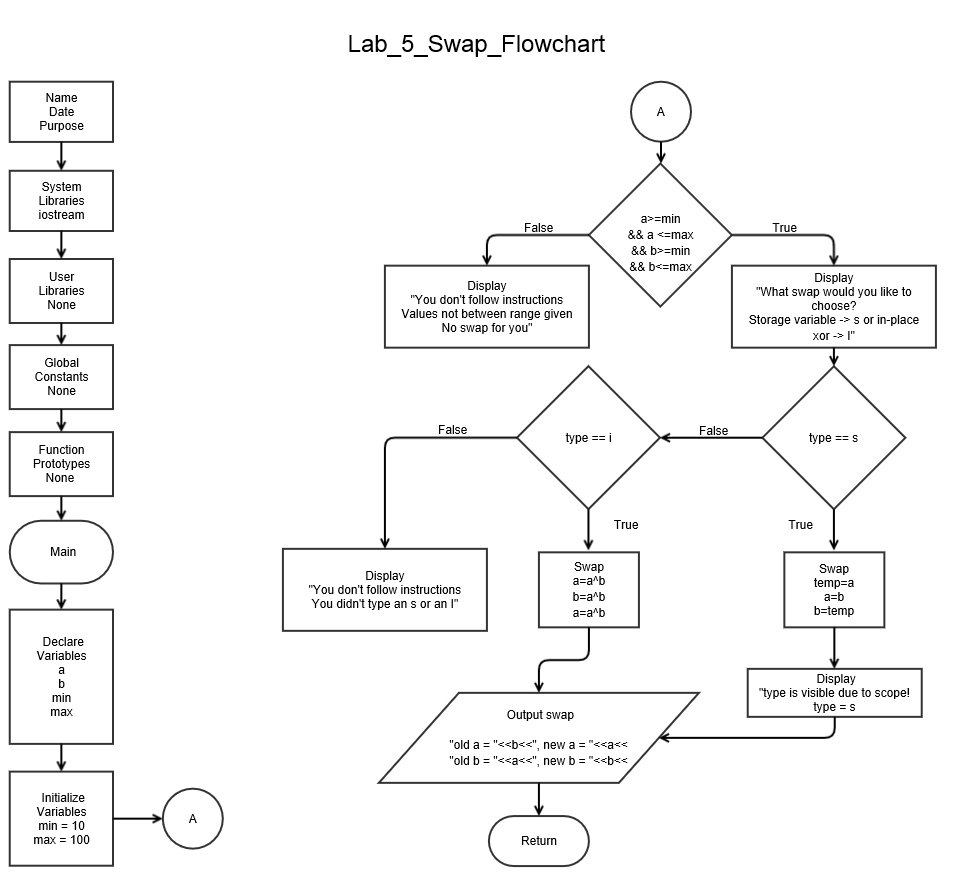 Lab_5_Swap_Flowchart
Name
Date
Purpose
System
Libraries
iostream
User
Libraries
None
Global
Constants
None
Function
Prototypes
None
Main
Declare
Variables
a
b
min
max
Initialize
Variables
min = 10
max = 100
A
A
a>=min
&& a <=max
&& b>=min
&& b<=max
False
True
Display
"You don't follow instructions
Values not between range given
No swap for you"
Display
"What swap would you like to
choose?
Storage variable -> s or in-place
xor -> I"
type == s
False
type == i
False
True
True
Display
"You don't follow instructions
You didn't type an s or an I"
Swap
a=a^b
b=a^b
a=a^b
Swap
temp=a
a=b
b=temp
Display
"type is visible due to scope!
type = s
Output swap
"old a = "<<b<<", new a = "<<a<<
"old b = "<<a<<", new b = "<<b<<
Return